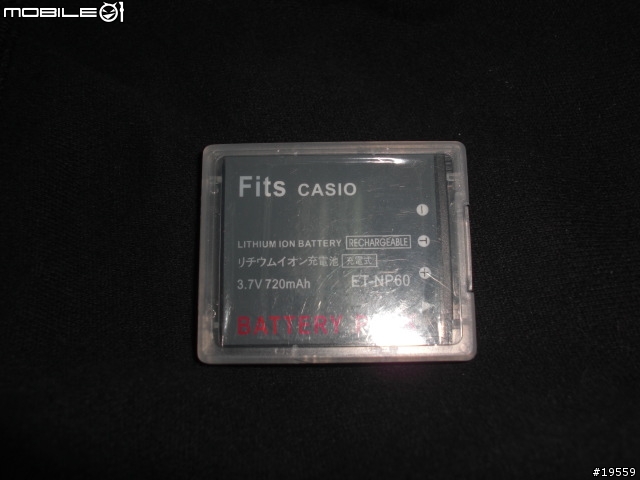 MOBILE01
Fits CASIO
LITHIUM ION BATTERY RECHARGEABLE
リチウムイオン充電池 充電式
3.7V 720mAh ET-NP60
BATTERY
− T +
#19559